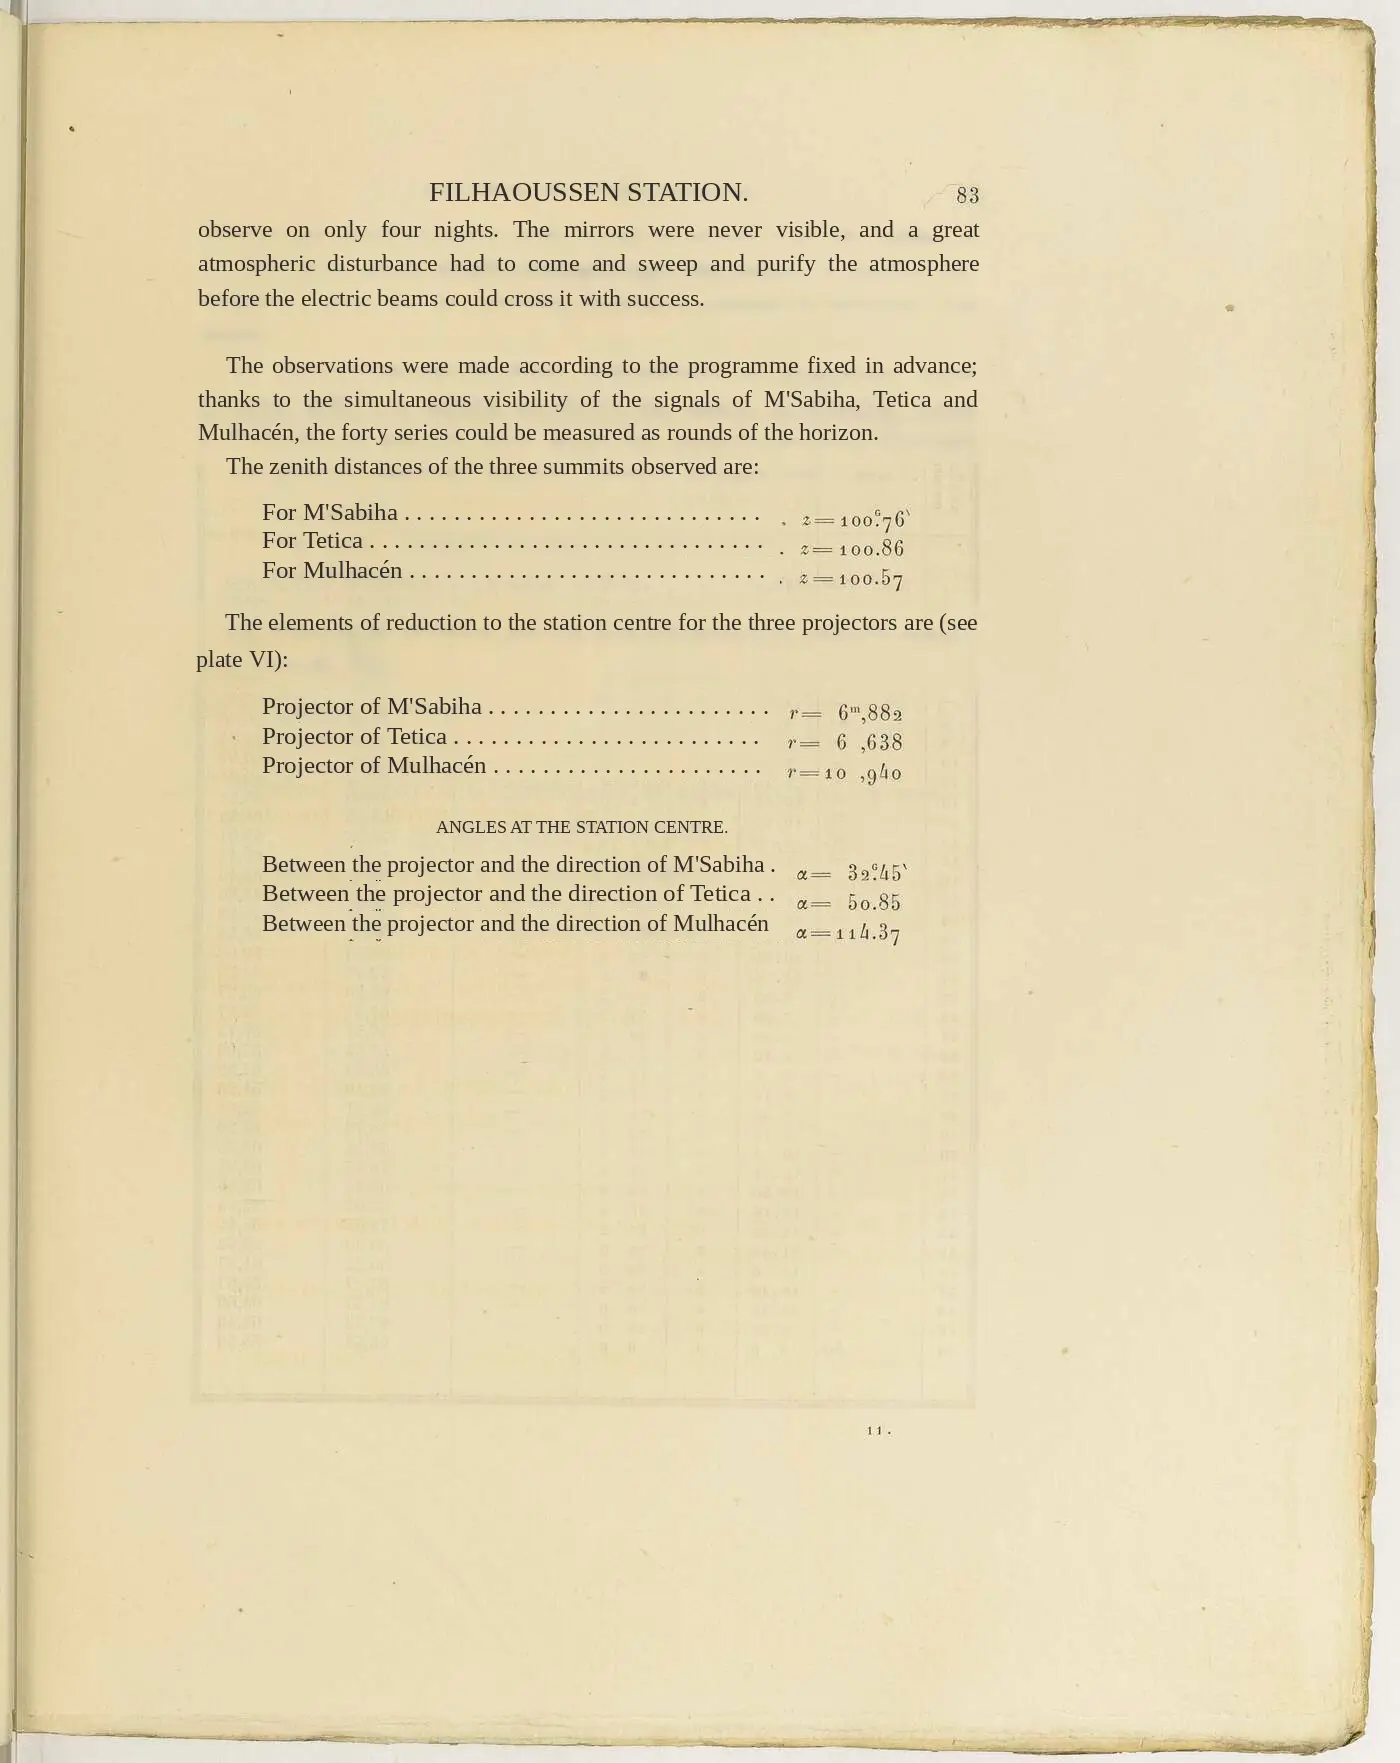 FILHAOUSSEN STATION. 83
observe on only four nights. The mirrors were never visible, and a great
atmospheric disturbance had to come and sweep and purify the atmosphere
before the electric beams could cross it with success.
The observations were made according to the programme fixed in advance;
thanks to the simultaneous visibility of the signals of M'Sabiha, Tetica and
Mulhacén, the forty series could be measured as rounds of the horizon.
The zenith distances of the three summits observed are:
For M'Sabiha . . . . . . . . . . . . . . . . . . . . . . . . . . . . . . z = 100ᴳ.76`
For Tetica . . . . . . . . . . . . . . . . . . . . . . . . . . . . . . . . . z = 100.86
For Mulhacén . . . . . . . . . . . . . . . . . . . . . . . . . . . . . . z = 100.57
The elements of reduction to the station centre for the three projectors are (see
plate VI):
Projector of M'Sabiha . . . . . . . . . . . . . . . . . . . . . . . r = 6ᵐ,882
Projector of Tetica . . . . . . . . . . . . . . . . . . . . . . . . . r = 6 ,638
Projector of Mulhacén . . . . . . . . . . . . . . . . . . . . . . r = 10 ,940
ANGLES AT THE STATION CENTRE.
Between the projector and the direction of M'Sabiha . α = 32ᴳ.45`
Between the projector and the direction of Tetica . . α = 50.85
Between the projector and the direction of Mulhacén α = 114.37
11.